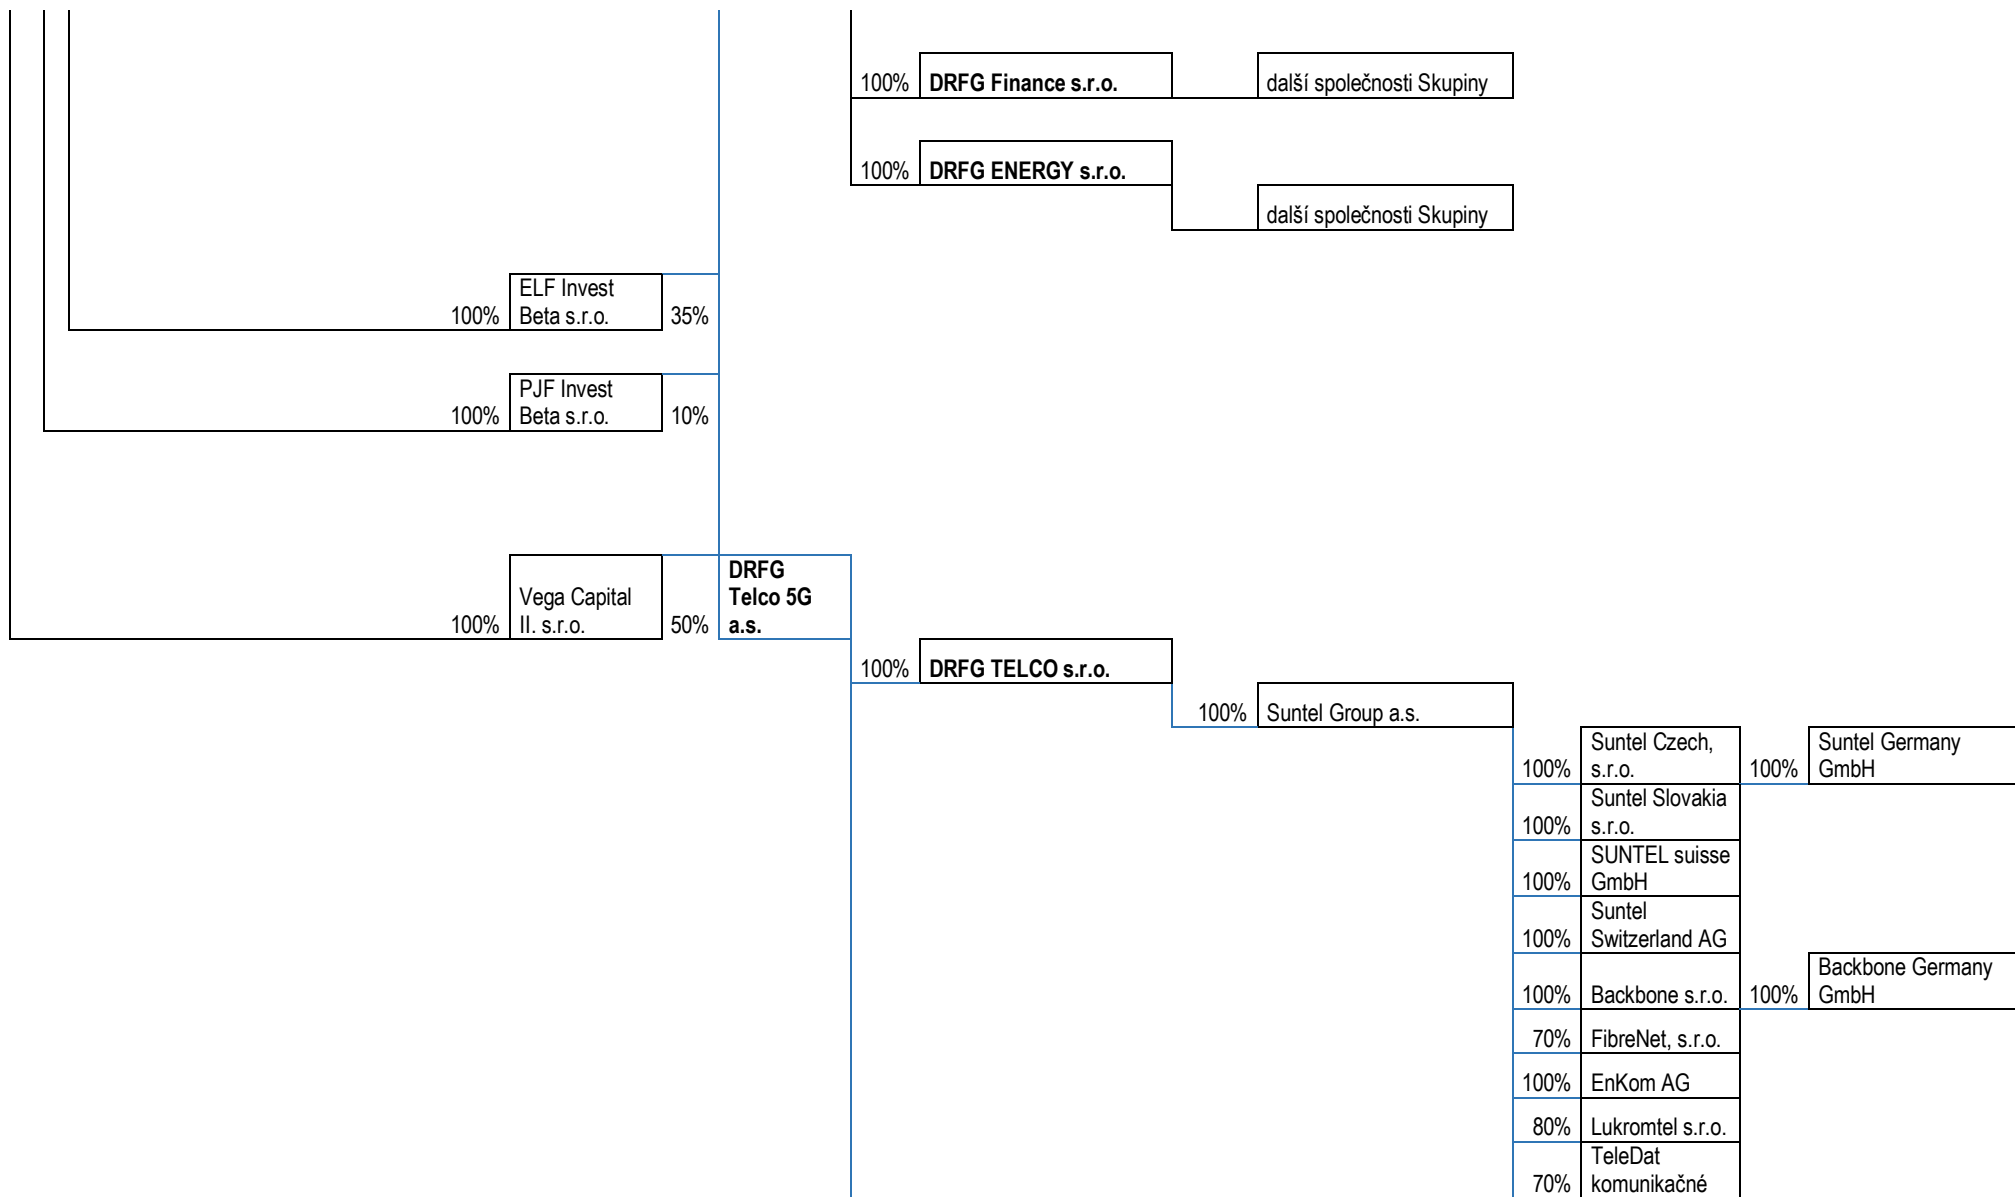 100% DRFG Finance s.r.o. další společnosti Skupiny
100% DRFG ENERGY s.r.o.
další společnosti Skupiny
ELF Invest
100% Beta s.r.o. 35%
PJF Invest
100% Beta s.r.o. 10%
DRFG
Vega Capital Telco 5G
100% II. s.r.o. 50% a.s.
100% DRFG TELCO s.r.o.
100% Suntel Group a.s.
Suntel Czech, Suntel Germany
100% s.r.o. 100% GmbH
Suntel Slovakia
100% s.r.o.
SUNTEL suisse
100% GmbH
Suntel
100% Switzerland AG
Backbone Germany
100% Backbone s.r.o. 100% GmbH
70% FibreNet, s.r.o.
100% EnKom AG
80% Lukromtel s.r.o.
TeleDat
70% komunikačné